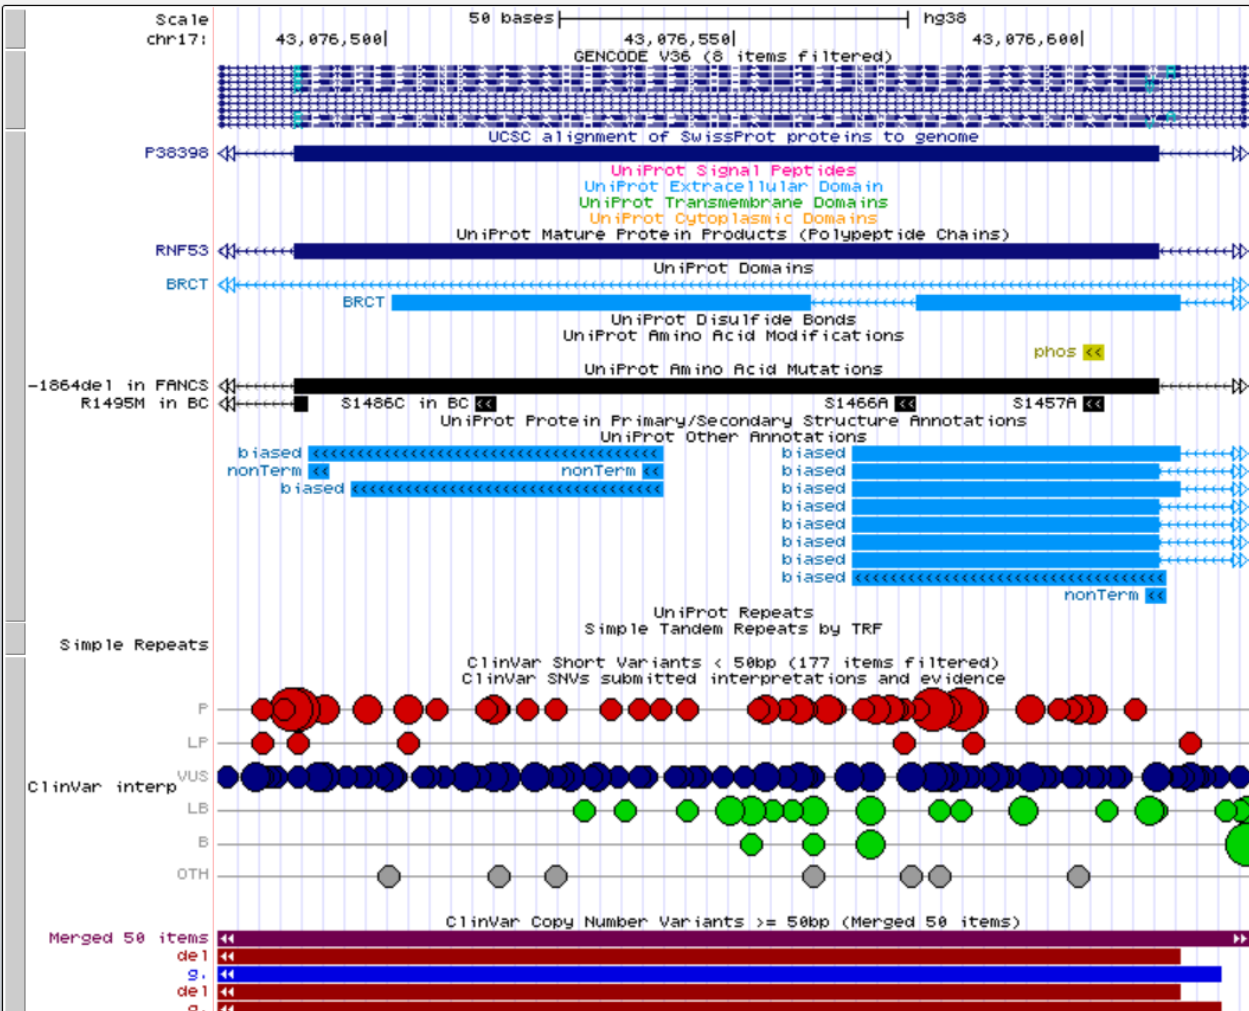 Scale 50 bases hg38
chr17: 43,076,500| 43,076,550| 43,076,600|
GENCODE V36 (8 items filtered)
UCSC alignment of SwissProt proteins to genome
P38398
UniProt Signal Peptides
UniProt Extracellular Domain
UniProt Transmembrane Domains
UniProt Cytoplasmic Domains
UniProt Mature Protein Products (Polypeptide Chains)
RNF53
UniProt Domains
BRCT
BRCT
UniProt Disulfide Bonds
UniProt Amino Acid Modifications
phos
UniProt Amino Acid Mutations
-1864del in FANCS
R1495M in BC S1486C in BC S1466A S1457A
UniProt Protein Primary/Secondary Structure Annotations
UniProt Other Annotations
biased biased
nonTerm nonTerm biased
biased biased
biased
biased
biased
biased
biased
nonTerm
UniProt Repeats
Simple Tandem Repeats by TRF
Simple Repeats
ClinVar Short Variants < 50bp (177 items filtered)
ClinVar SNVs submitted interpretations and evidence
P
LP
VUS
ClinVar interp
LB
B
OTH
ClinVar Copy Number Variants >= 50bp (Merged 50 items)
Merged 50 items
del
g.
del
g.